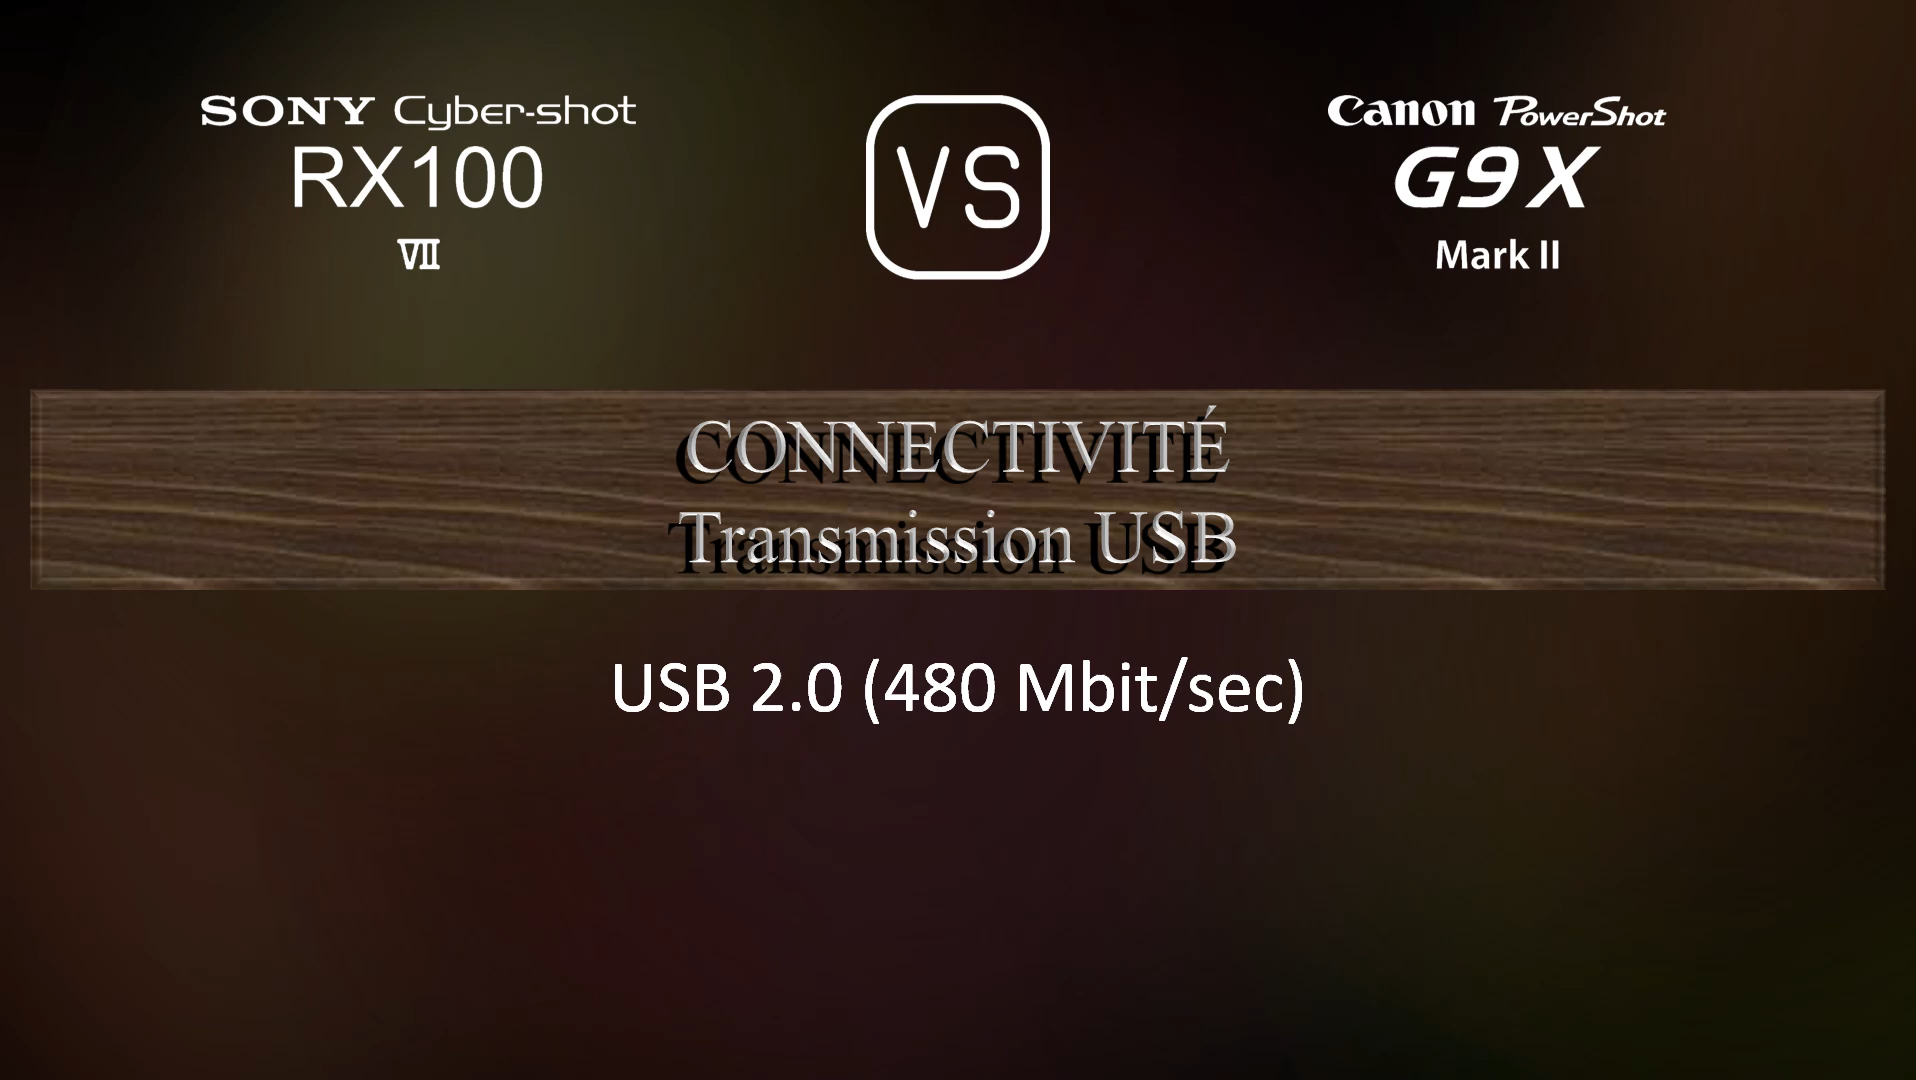 SONY Cyber-shot
RX100
VII
VS
Canon PowerShot
G9 X
Mark II
CONNECTIVITÉ
Transmission USB
USB 2.0 (480 Mbit/sec)